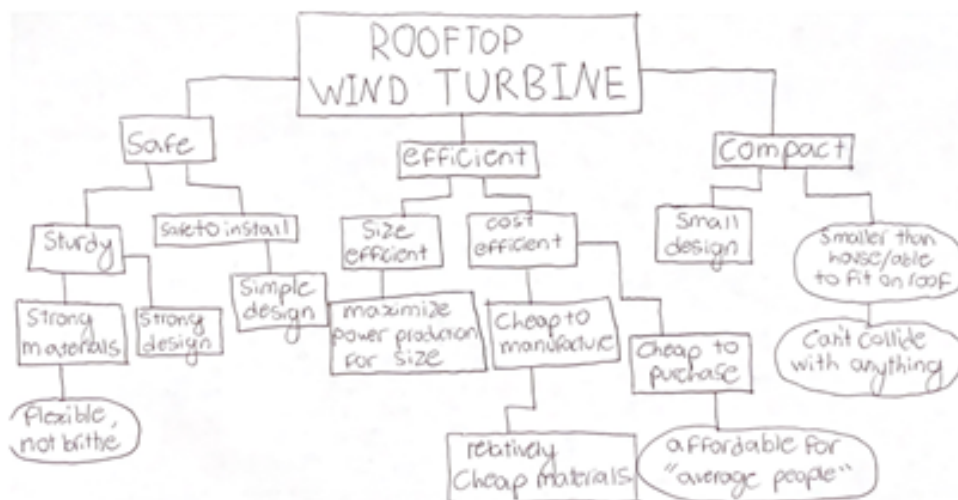 ROOFTOP
WIND TURBINE
Safe
efficient
Compact
Sturdy
Safe to install
Size
efficient
cost
efficient
Small
design
Smaller than
house/able
to fit on roof
Strong
materials
Strong
design
Simple
design
maximize
power production
for size
Cheap to
manufacture
Cheap to
purchase
Can't collide
with anything
flexible,
not brittle
relatively
Cheap materials
affordable for
"average people"